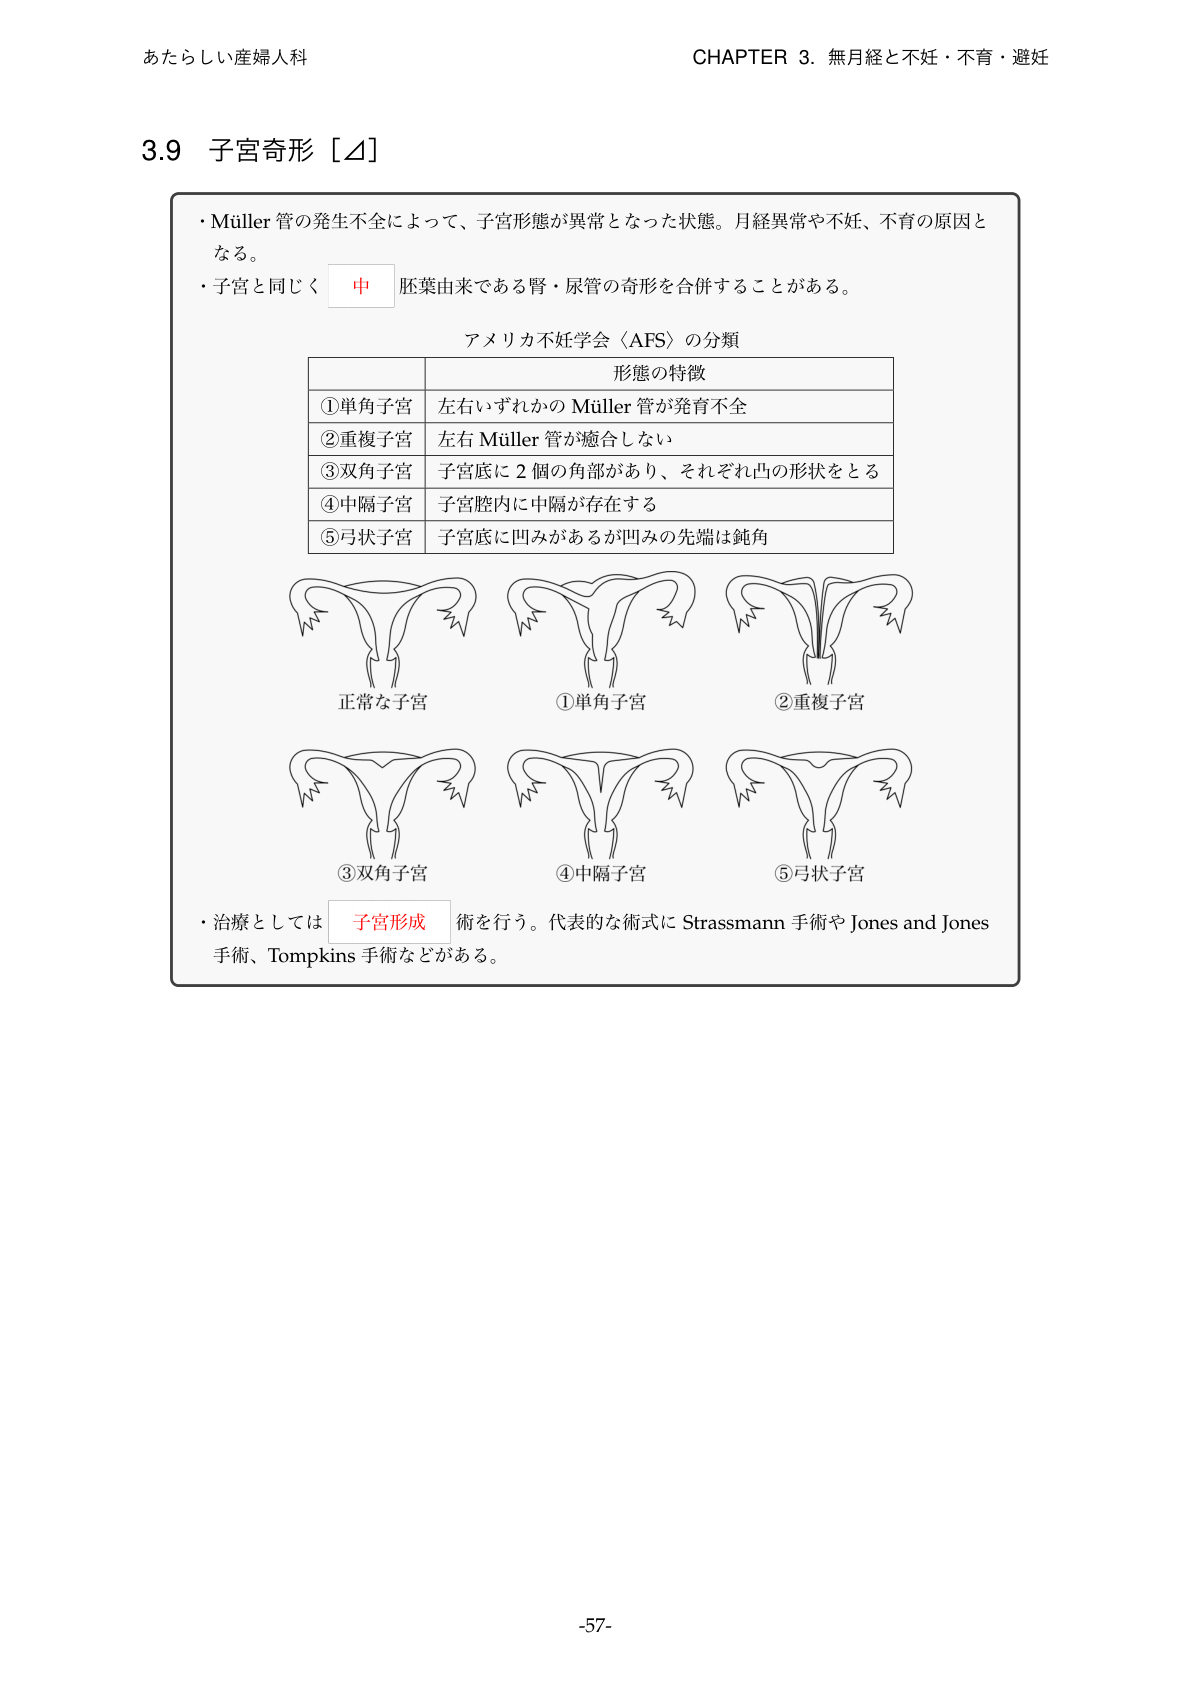 あたらしい産婦人科
CHAPTER 3. 無月経と不妊・不育・避妊
3.9 子宮奇形［⊿］
・Müller 管の発生不全によって、子宮形態が異常となった状態。月経異常や不妊、不育の原因と
なる。
・子宮と同じく 中 胚葉由来である腎・尿管の奇形を合併することがある。
アメリカ不妊学会〈AFS〉の分類
形態の特徴
①単角子宮 左右いずれかの Müller 管が発育不全
②重複子宮 左右 Müller 管が癒合しない
③双角子宮 子宮底に 2 個の角部があり、それぞれ凸の形状をとる
④中隔子宮 子宮腔内に中隔が存在する
⑤弓状子宮 子宮底に凹みがあるが凹みの先端は鈍角
正常な子宮 ①単角子宮 ②重複子宮
③双角子宮 ④中隔子宮 ⑤弓状子宮
・治療としては 子宮形成 術を行う。代表的な術式に Strassmann 手術や Jones and Jones
手術、Tompkins 手術などがある。
-57-